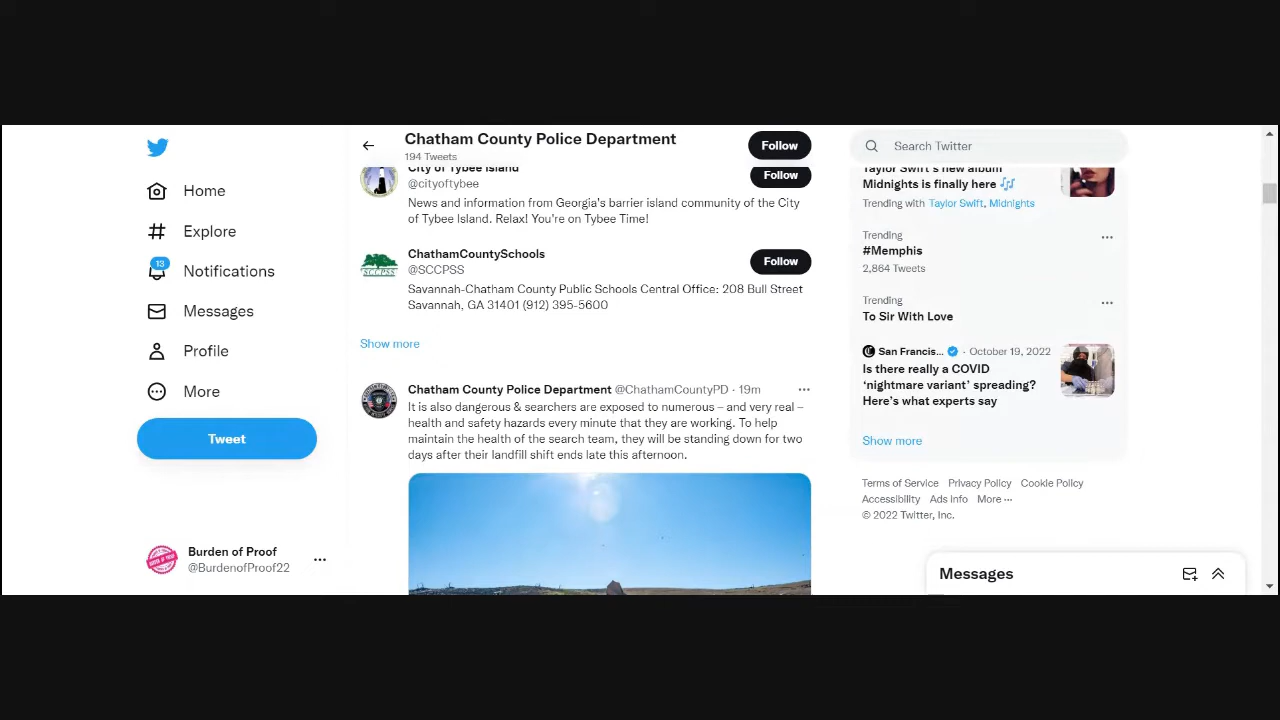 Home
Explore
13
Notifications
Messages
Profile
More
Tweet
Burden of Proof
@BurdenofProof22
Chatham County Police Department
194 Tweets
Follow
City of Tybee Island
@cityoftybee
Follow
News and information from Georgia's barrier island community of the City
of Tybee Island. Relax! You're on Tybee Time!
ChathamCountySchools
@SCCPSS
Follow
SCCPSS
Savannah-Chatham County Public Schools Central Office: 208 Bull Street
Savannah, GA 31401 (912) 395-5600
Show more
Chatham County Police Department @ChathamCountyPD · 19m
It is also dangerous & searchers are exposed to numerous – and very real –
health and safety hazards every minute that they are working. To help
maintain the health of the search team, they will be standing down for two
days after their landfill shift ends late this afternoon.
Search Twitter
Taylor Swift's new album
Midnights is finally here 🎶
Trending with Taylor Swift, Midnights
Trending
#Memphis
2,864 Tweets
Trending
To Sir With Love
San Francis... · October 19, 2022
Is there really a COVID
‘nightmare variant’ spreading?
Here’s what experts say
Show more
Terms of Service Privacy Policy Cookie Policy
Accessibility Ads info More ···
© 2022 Twitter, Inc.
Messages